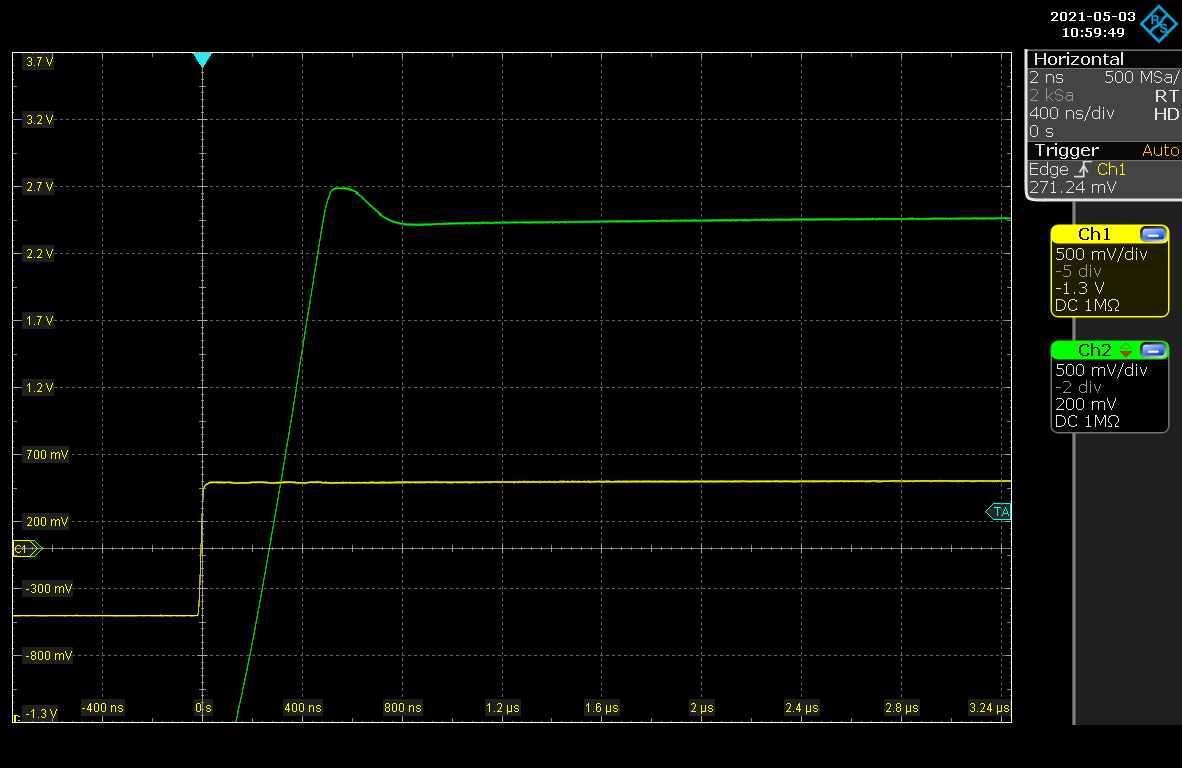 2021-05-03
10:59:49
R&S
Horizontal
2 ns 500 MSa/
2 kSa RT
400 ns/div HD
0 s
Trigger Auto
Edge Ch1
271.24 mV
Ch1
500 mV/div
-5 div
-1.3 V
DC 1MΩ
Ch2
500 mV/div
-2 div
200 mV
DC 1MΩ
3.7 V
3.2 V
2.7 V
2.2 V
1.7 V
1.2 V
700 mV
200 mV
TA
C1
-300 mV
-800 mV
-1.3 V
-400 ns 0 s 400 ns 800 ns 1.2 µs 1.6 µs 2 µs 2.4 µs 2.8 µs 3.24 µs